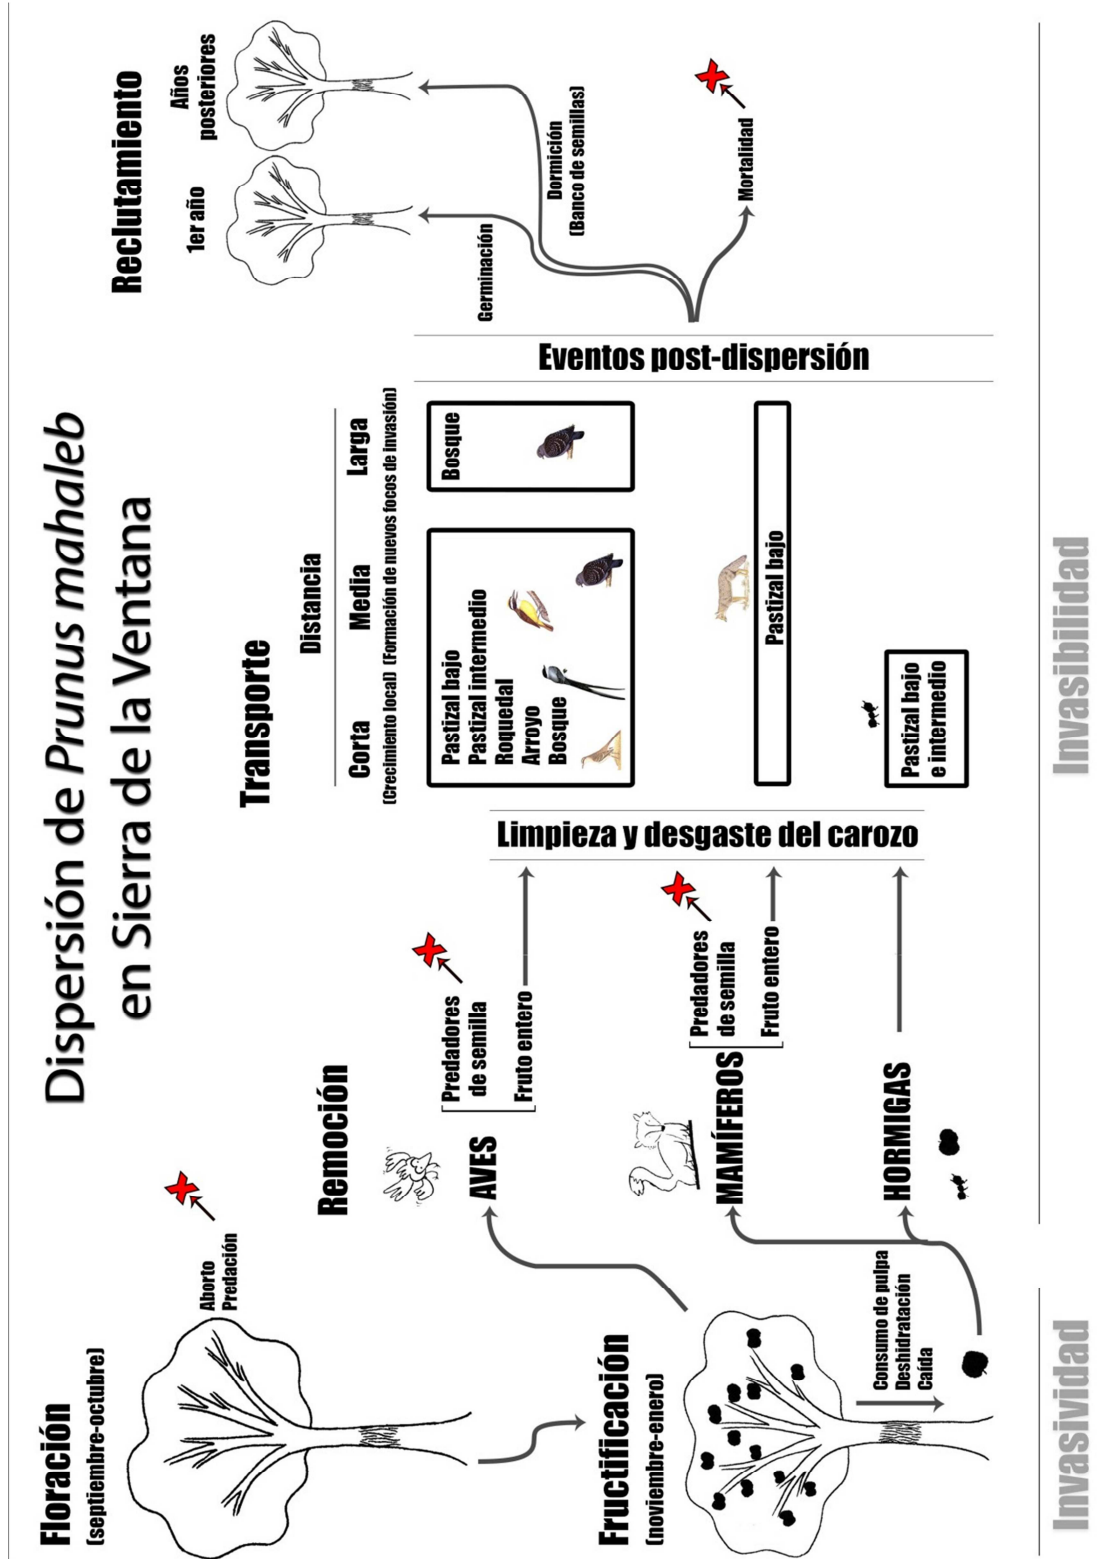 Dispersión de Prunus mahaleb
en Sierra de la Ventana
Floración
(septiembre-octubre)
Aborto
Predación
Fructificación
(noviembre-enero)
Consumo de pulpa
Deshidratación
Caída
Remoción
AVES
Predadores
de semilla
Fruto entero
MAMÍFEROS
Predadores
de semilla
Fruto entero
HORMIGAS
Limpieza y desgaste del carozo
Transporte
Distancia
Corta
Media
Larga
(Crecimiento local)
(Formación de nuevos focos de invasión)
Pastizal bajo
Pastizal intermedio
Roquedal
Arroyo
Bosque
Bosque
Pastizal bajo
Pastizal bajo
e intermedio
Eventos post-dispersión
Reclutamiento
1er año
Años
posteriores
Germinación
Dormición
(Banco de semillas)
Mortalidad
Invasividad
Invasibilidad